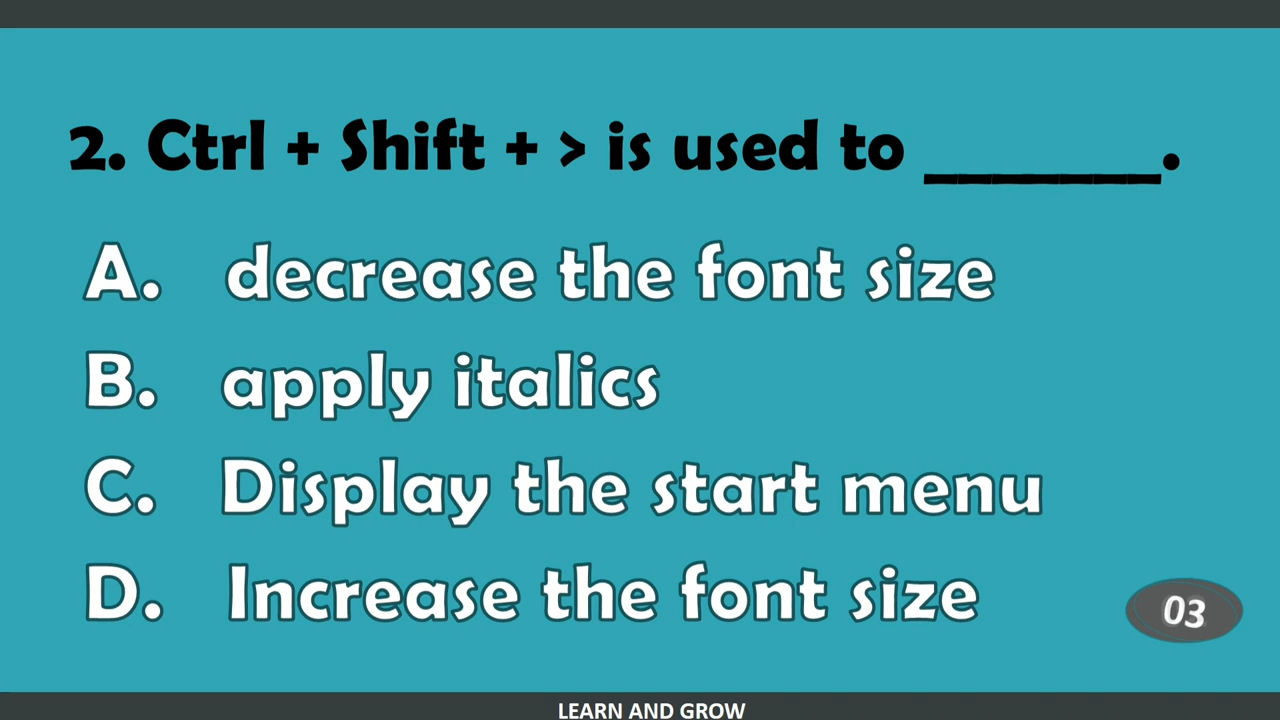 2. Ctrl + Shift + > is used to _______.
A. decrease the font size
B. apply italics
C. Display the start menu
D. Increase the font size
03
LEARN AND GROW